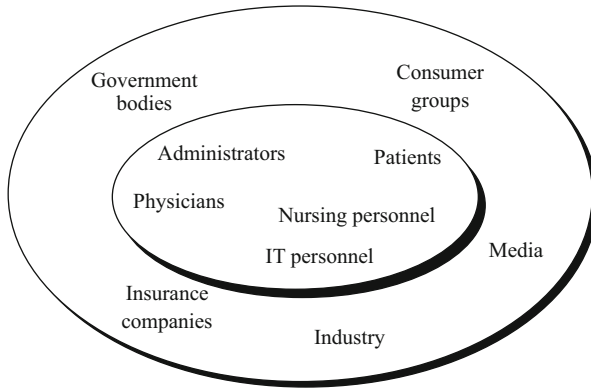 Government
bodies
Consumer
groups
Administrators
Patients
Physicians
Nursing personnel
IT personnel
Media
Insurance
companies
Industry